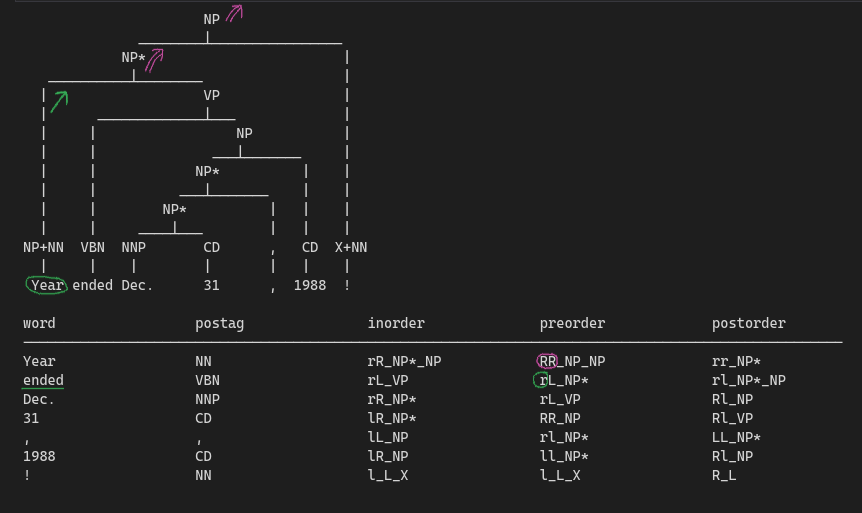 NP
NP*
VP
NP
NP*
NP*
NP+NN VBN NNP CD , CD X+NN
Year ended Dec. 31 , 1988 !
word postag inorder preorder postorder
Year NN rR_NP*_NP RR_NP_NP rr_NP*
ended VBN rL_VP rL_NP* rl_NP*_NP
Dec. NNP rR_NP* rL_VP Rl_NP
31 CD lR_NP* RR_NP Rl_VP
, , lL_NP rl_NP* LL_NP*
1988 CD lR_NP ll_NP* Rl_NP
! NN l_L_X l_L_X R_L